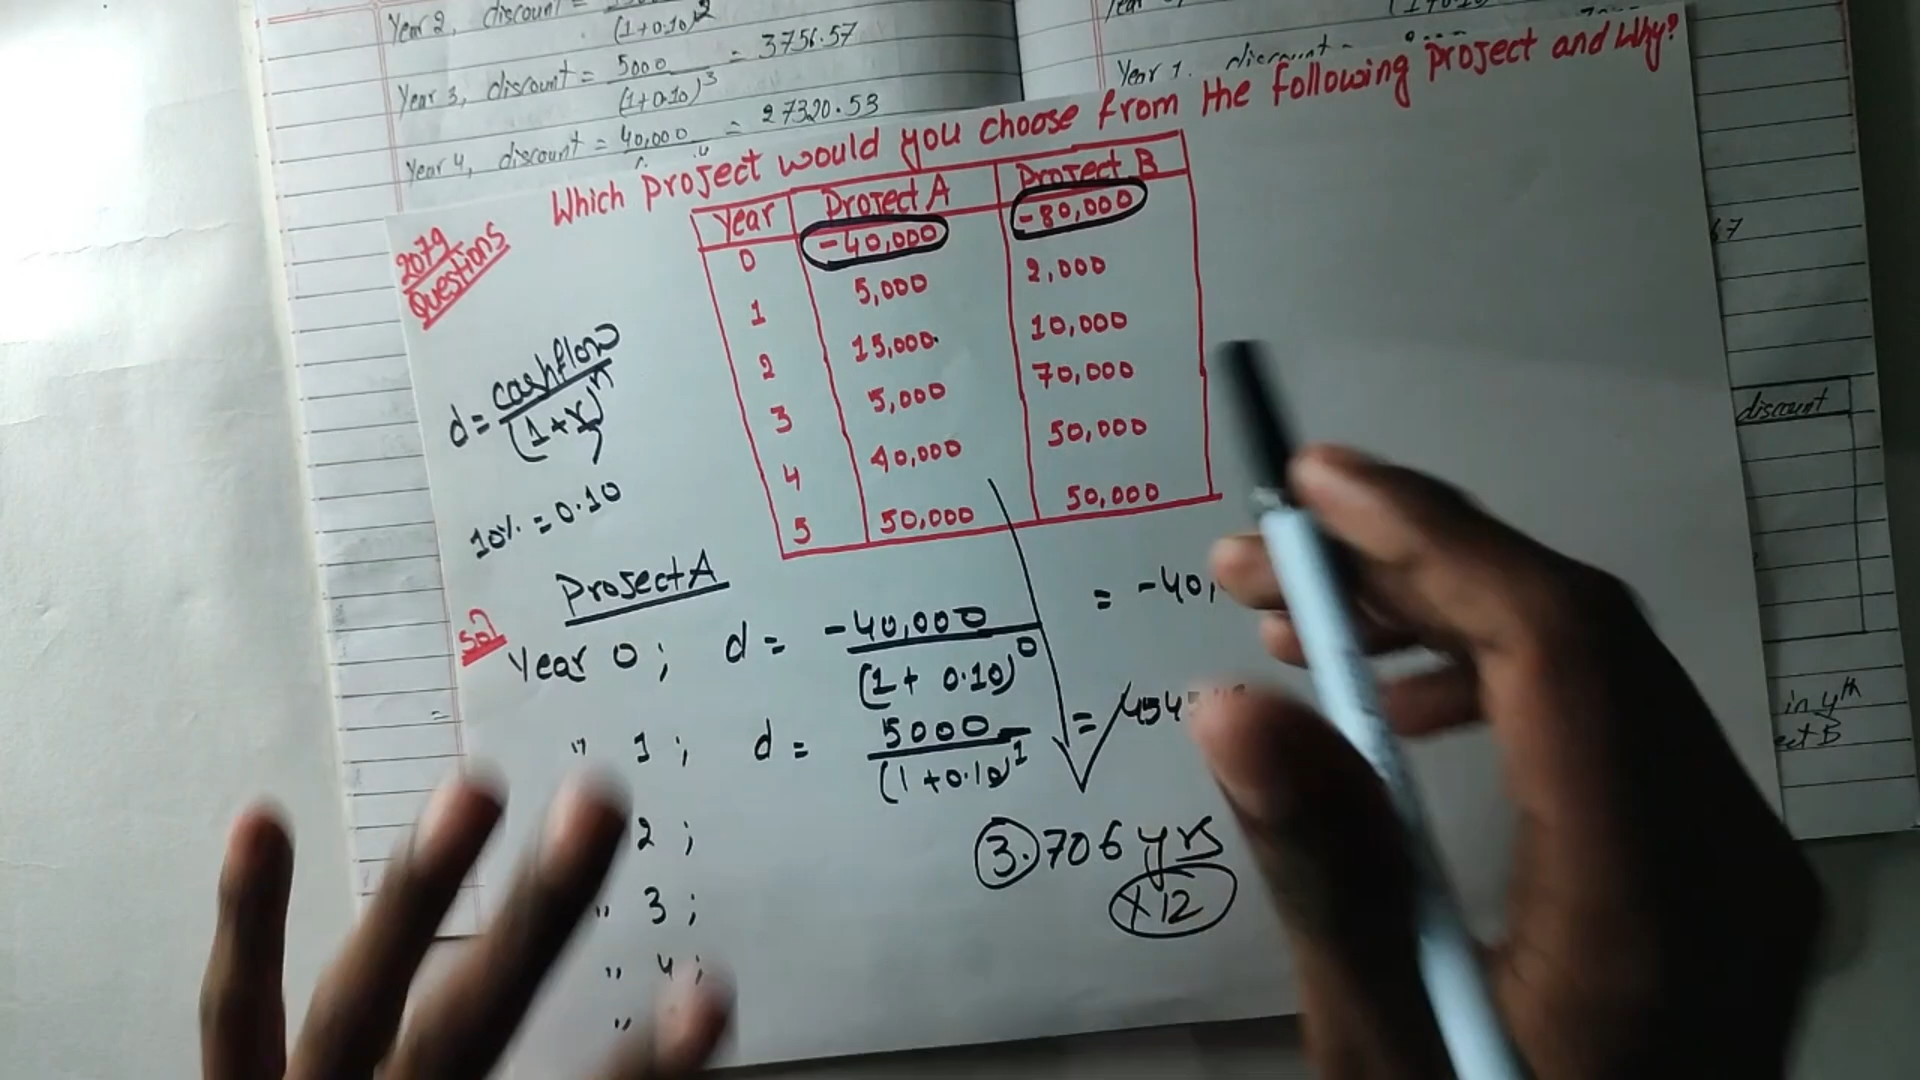 Year 2, discount =
(1+0.10)2
Year 3, discount = 5000 = 3756.57
(1+0.10)3
Year 4, discount = 40,000 = 27320.53
Year 1. discount =
Which project would you choose from the following project and why?
2079
Questions
Year Project A Project B
0 -40,000 -80,000
1 5,000 2,000
2 15,000 10,000
3 5,000 70,000
4 40,000 50,000
5 50,000 50,000
d = cashflow
(1+r)n
10% = 0.10
Project A
Sol
Year 0 ; d = -40,000 = -40,
(1+ 0.10)0
" 1 ; d = 5000 = 454
(1+0.10)1
2 ;
" 3 ;
" 4 ;
"
3.706 yrs
×12
discount
in 4th
ect B